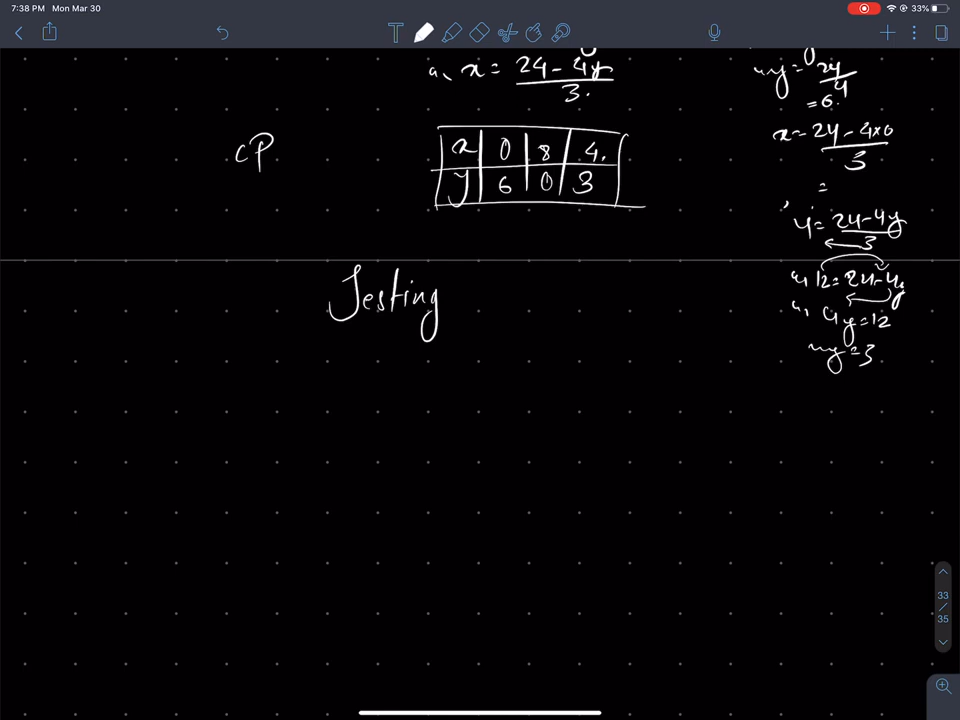 7:38 PM Mon Mar 30
33%
x = 24 - 4y / 3.
y = 24 / 4
= 6.
x = 24 - 4×0 / 3
=
CP
x 0 8 4.
y 6 0 3
4 = 24 - 4y / 3
12 = 24 - 4y
4y = 12
y = 3
Testing
33
/
35